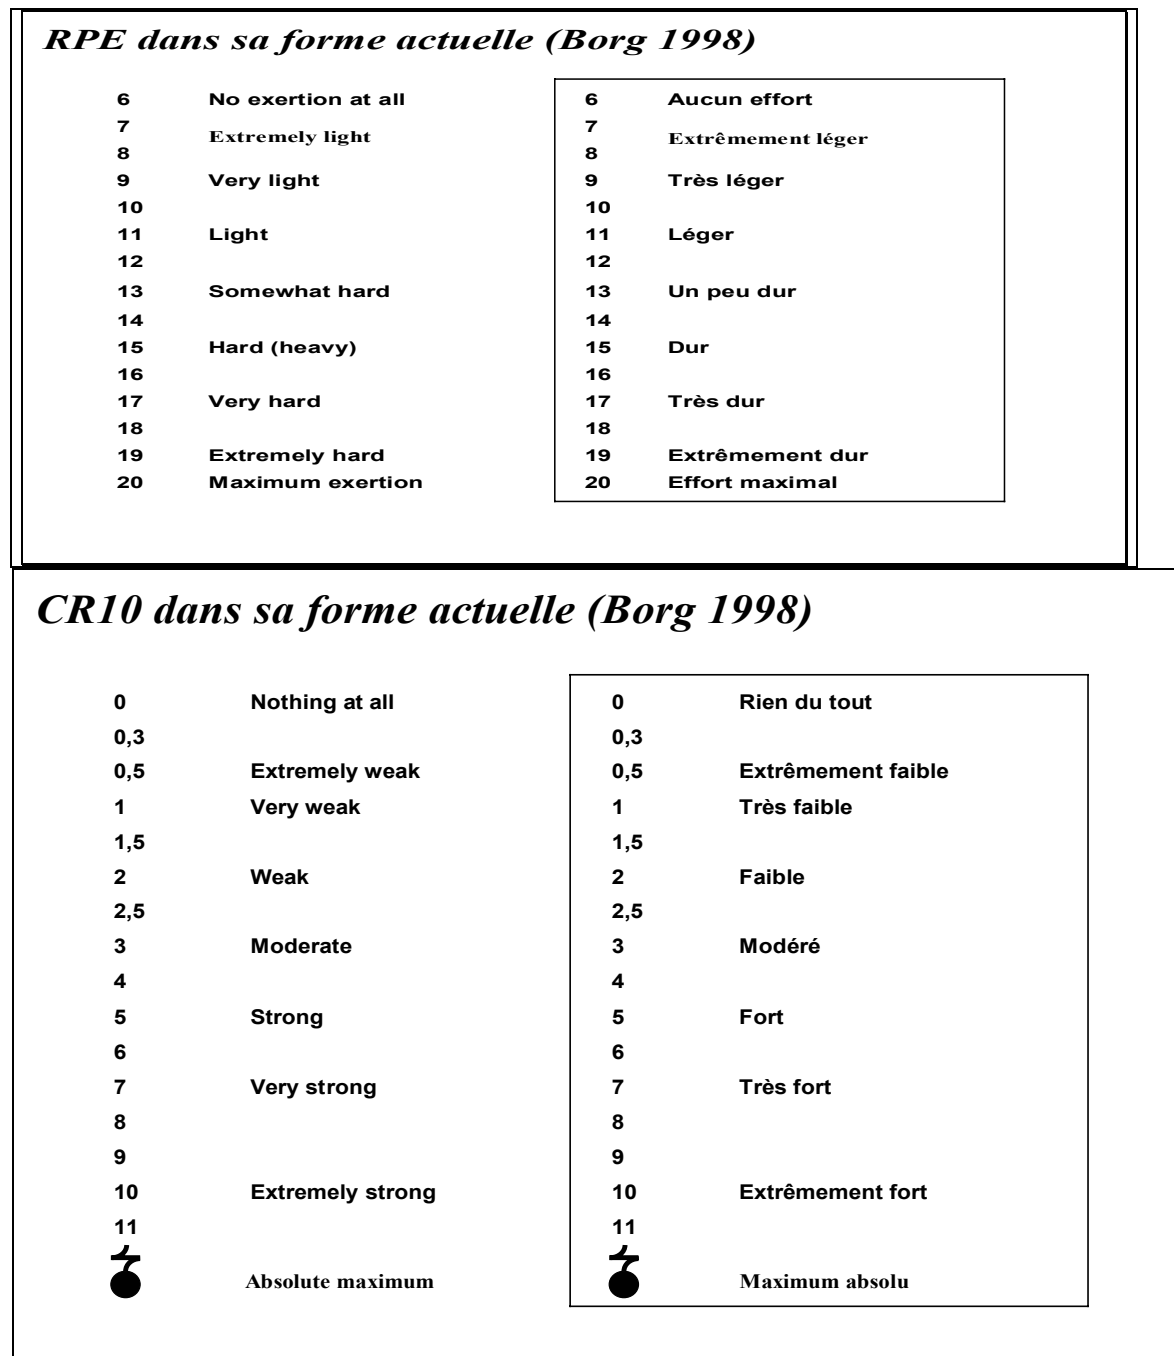 RPE dans sa forme actuelle (Borg 1998)
6 No exertion at all 6 Aucun effort
7 7
Extremely light Extrêmement léger
8 8
9 Very light 9 Très léger
10 10
11 Light 11 Léger
12 12
13 Somewhat hard 13 Un peu dur
14 14
15 Hard (heavy) 15 Dur
16 16
17 Very hard 17 Très dur
18 18
19 Extremely hard 19 Extrêmement dur
20 Maximum exertion 20 Effort maximal
CR10 dans sa forme actuelle (Borg 1998)
0 Nothing at all 0 Rien du tout
0,3 0,3
0,5 Extremely weak 0,5 Extrêmement faible
1 Very weak 1 Très faible
1,5 1,5
2 Weak 2 Faible
2,5 2,5
3 Moderate 3 Modéré
4 4
5 Strong 5 Fort
6 6
7 Very strong 7 Très fort
8 8
9 9
10 Extremely strong 10 Extrêmement fort
11 11
Absolute maximum Maximum absolu